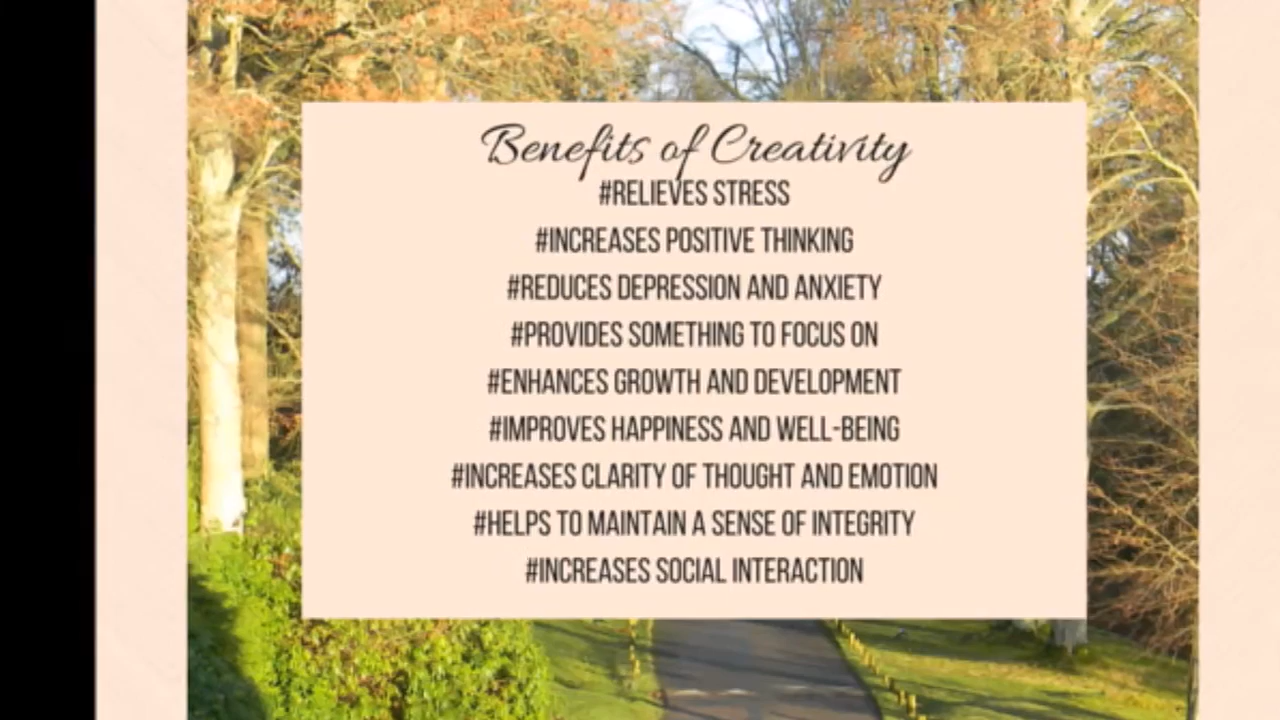 Benefits of Creativity
#RELIEVES STRESS
#INCREASES POSITIVE THINKING
#REDUCES DEPRESSION AND ANXIETY
#PROVIDES SOMETHING TO FOCUS ON
#ENHANCES GROWTH AND DEVELOPMENT
#IMPROVES HAPPINESS AND WELL-BEING
#INCREASES CLARITY OF THOUGHT AND EMOTION
#HELPS TO MAINTAIN A SENSE OF INTEGRITY
#INCREASES SOCIAL INTERACTION